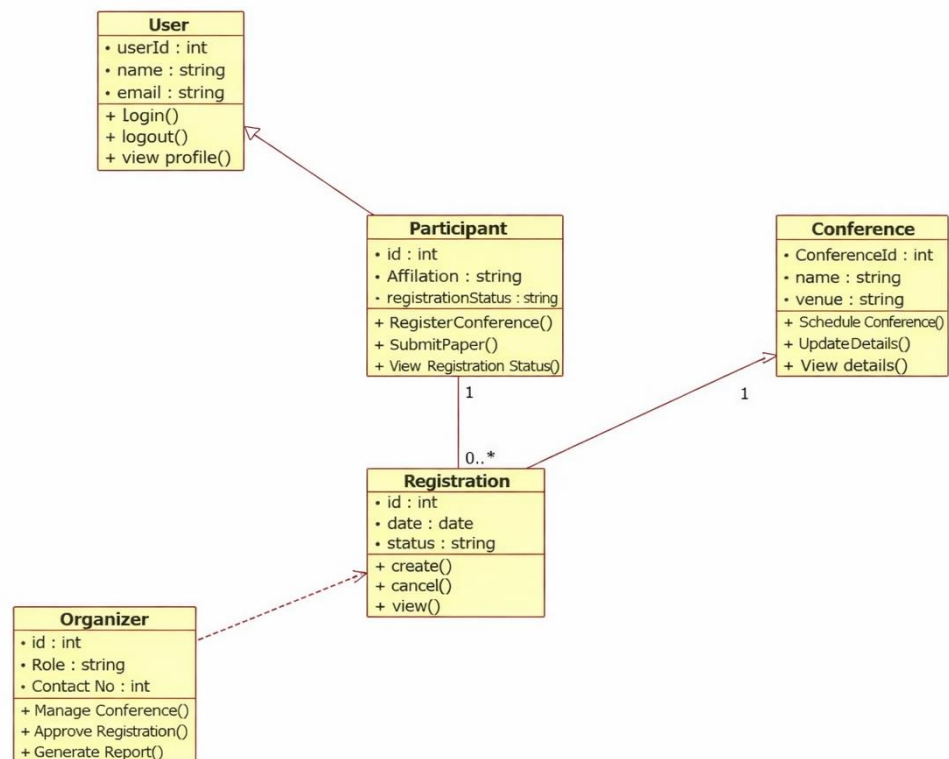 User
• userId : int
• name : string
• email : string
+ Login()
+ logout()
+ view profile()
Participant
• id : int
• Affilation : string
• registrationStatus : string
+ RegisterConference()
+ SubmitPaper()
+ View Registration Status()
Conference
• ConferenceId : int
• name : string
• venue : string
+ Schedule Conference()
+ UpdateDetails()
+ View details()
1
1
0..*
Registration
• id : int
• date : date
• status : string
+ create()
+ cancel()
+ view()
Organizer
• id : int
• Role : string
• Contact No : int
+ Manage Conference()
+ Approve Registration()
+ Generate Report()